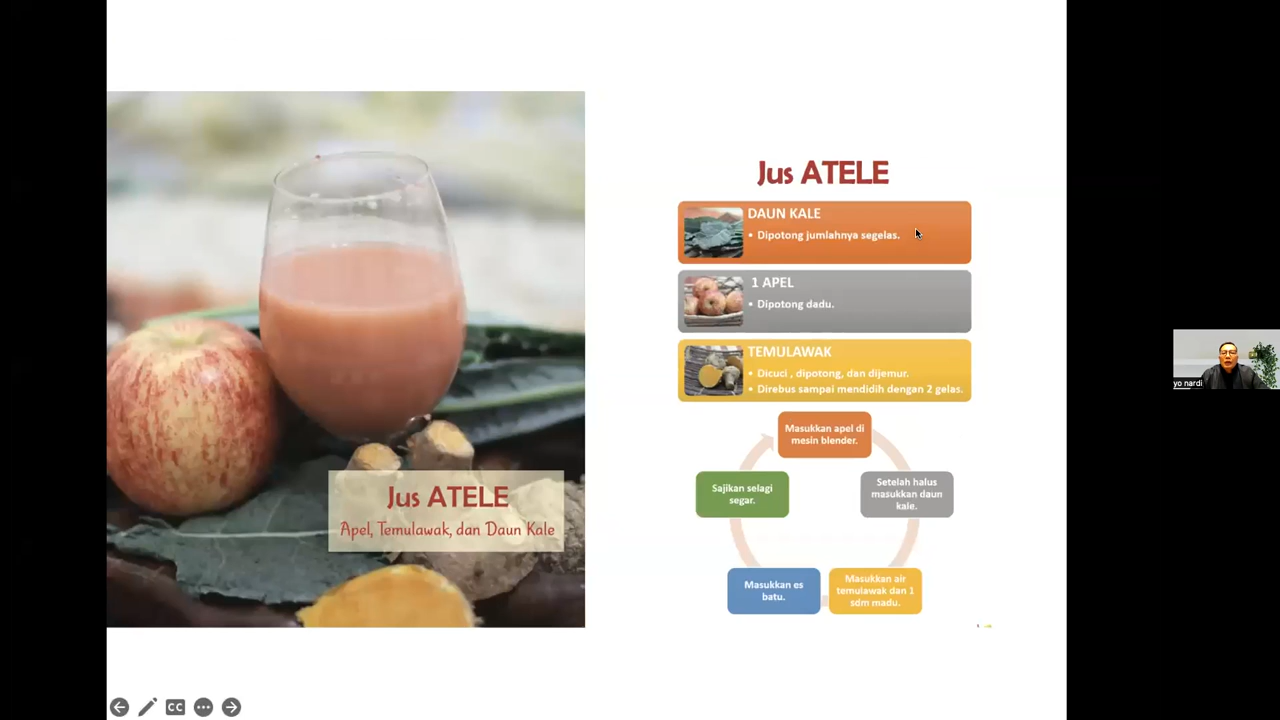 Jus ATELE
Apel, Temulawak, dan Daun Kale
Jus ATELE
DAUN KALE
• Dipotong jumlahnya segelas.
1 APEL
• Dipotong dadu.
TEMULAWAK
• Dicuci , dipotong, dan dijemur.
• Direbus sampai mendidih dengan 2 gelas.
Masukkan apel di
mesin blender.
Setelah halus
masukkan daun
kale.
Masukkan air
temulawak dan 1
sdm madu.
Masukkan es
batu.
Sajikan selagi
segar.
yo nardi
CC